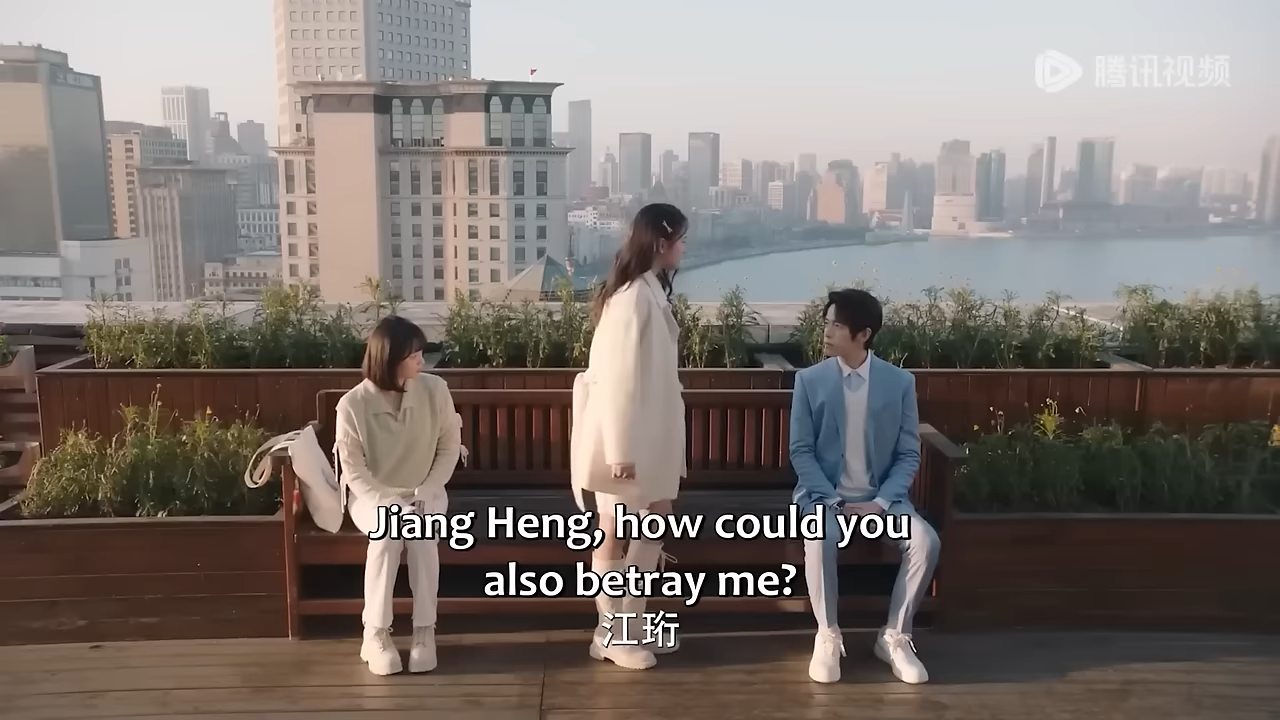 腾讯视频
Jiang Heng, how could you
also betray me?
江珩